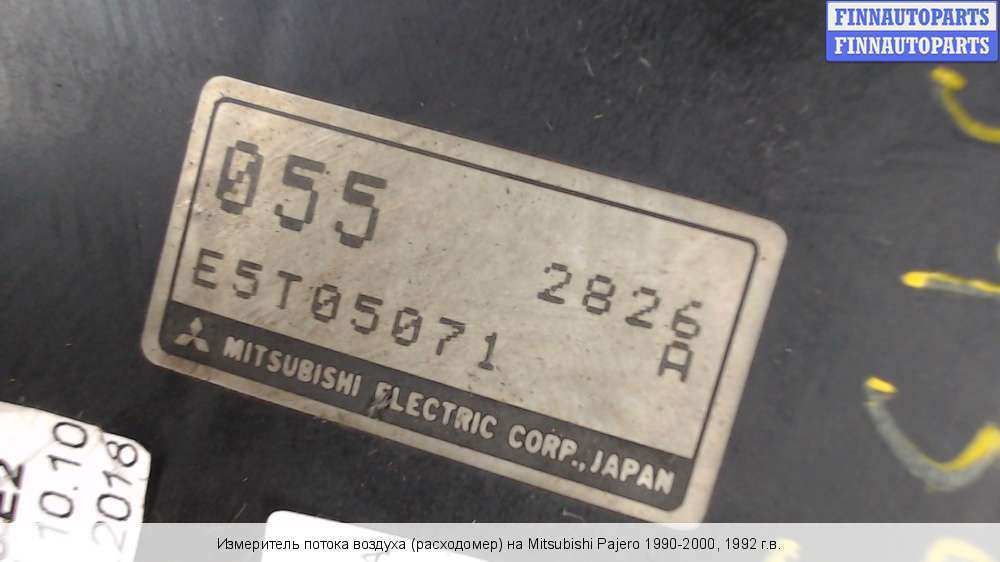 FINNAUTOPARTS
FINNAUTOPARTS
055
2826
E5T05071
A
MITSUBISHI ELECTRIC CORP., JAPAN
10.10
2018
Измеритель потока воздуха (расходомер) на Mitsubishi Pajero 1990-2000, 1992 г.в.